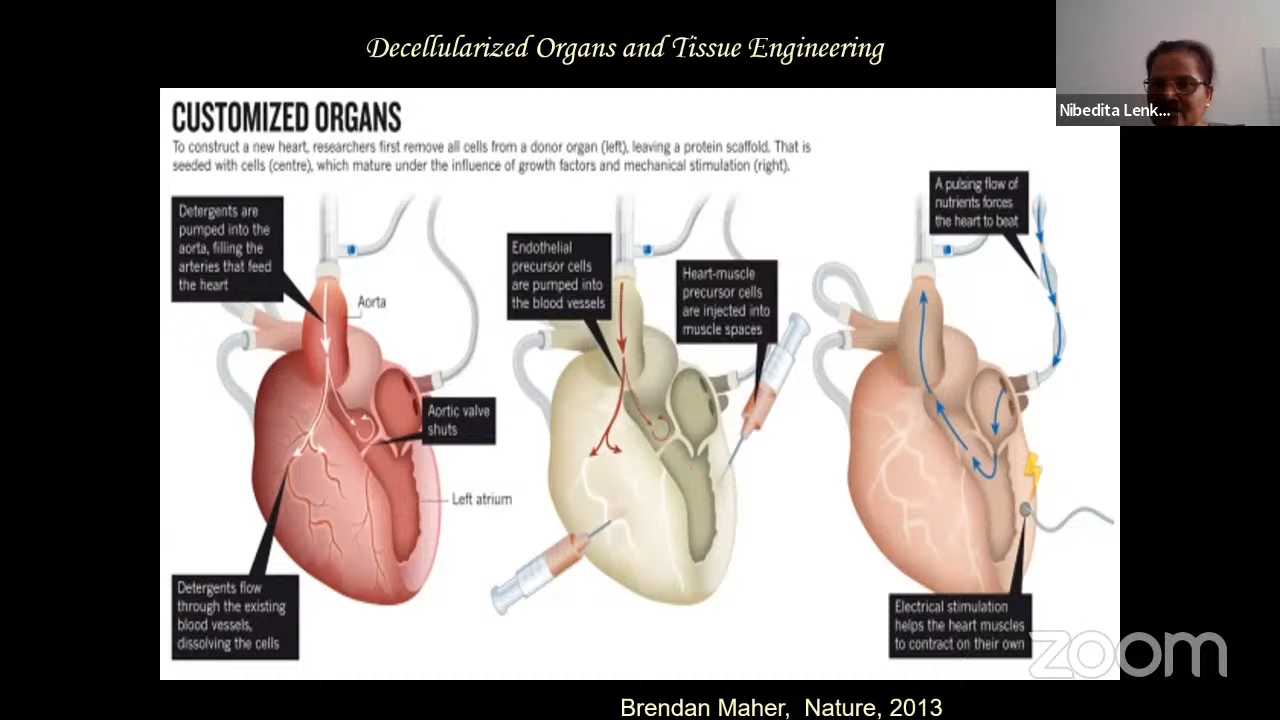 Decellularized Organs and Tissue Engineering
Nibedita Lenk...
CUSTOMIZED ORGANS
To construct a new heart, researchers first remove all cells from a donor organ (left), leaving a protein scaffold. That is
seeded with cells (centre), which mature under the influence of growth factors and mechanical stimulation (right).
Detergents are
pumped into the
aorta, filling the
arteries that feed
the heart
Aorta
Aortic valve
shuts
Left atrium
Detergents flow
through the existing
blood vessels,
dissolving the cells
Endothelial
precursor cells
are pumped into
the blood vessels
Heart-muscle
precursor cells
are injected into
muscle spaces
A pulsing flow of
nutrients forces
the heart to beat
Electrical stimulation
helps the heart muscles
to contract on their own
zoom
Brendan Maher, Nature, 2013